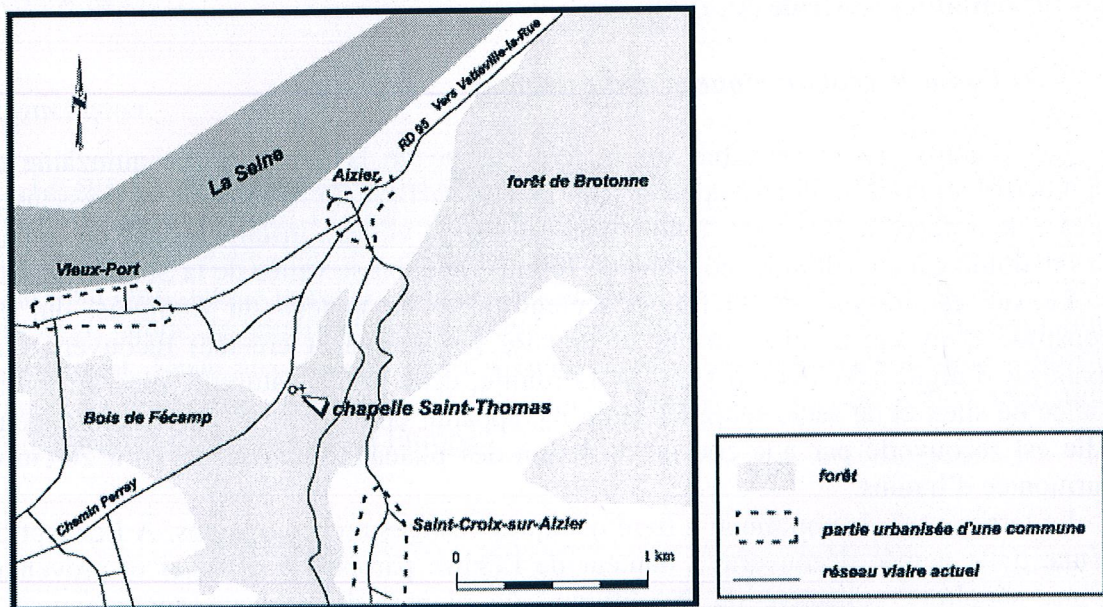 N
La Seine
RD 95 Vers Vatteville-la-Rue
Aizier
forêt de Brotonne
Vieux-Port
Bois de Fécamp
chapelle Saint-Thomas
Chemin Perrey
Saint-Croix-sur-Aizier
0 1 km
forêt
partie urbanisée d'une commune
réseau viaire actuel